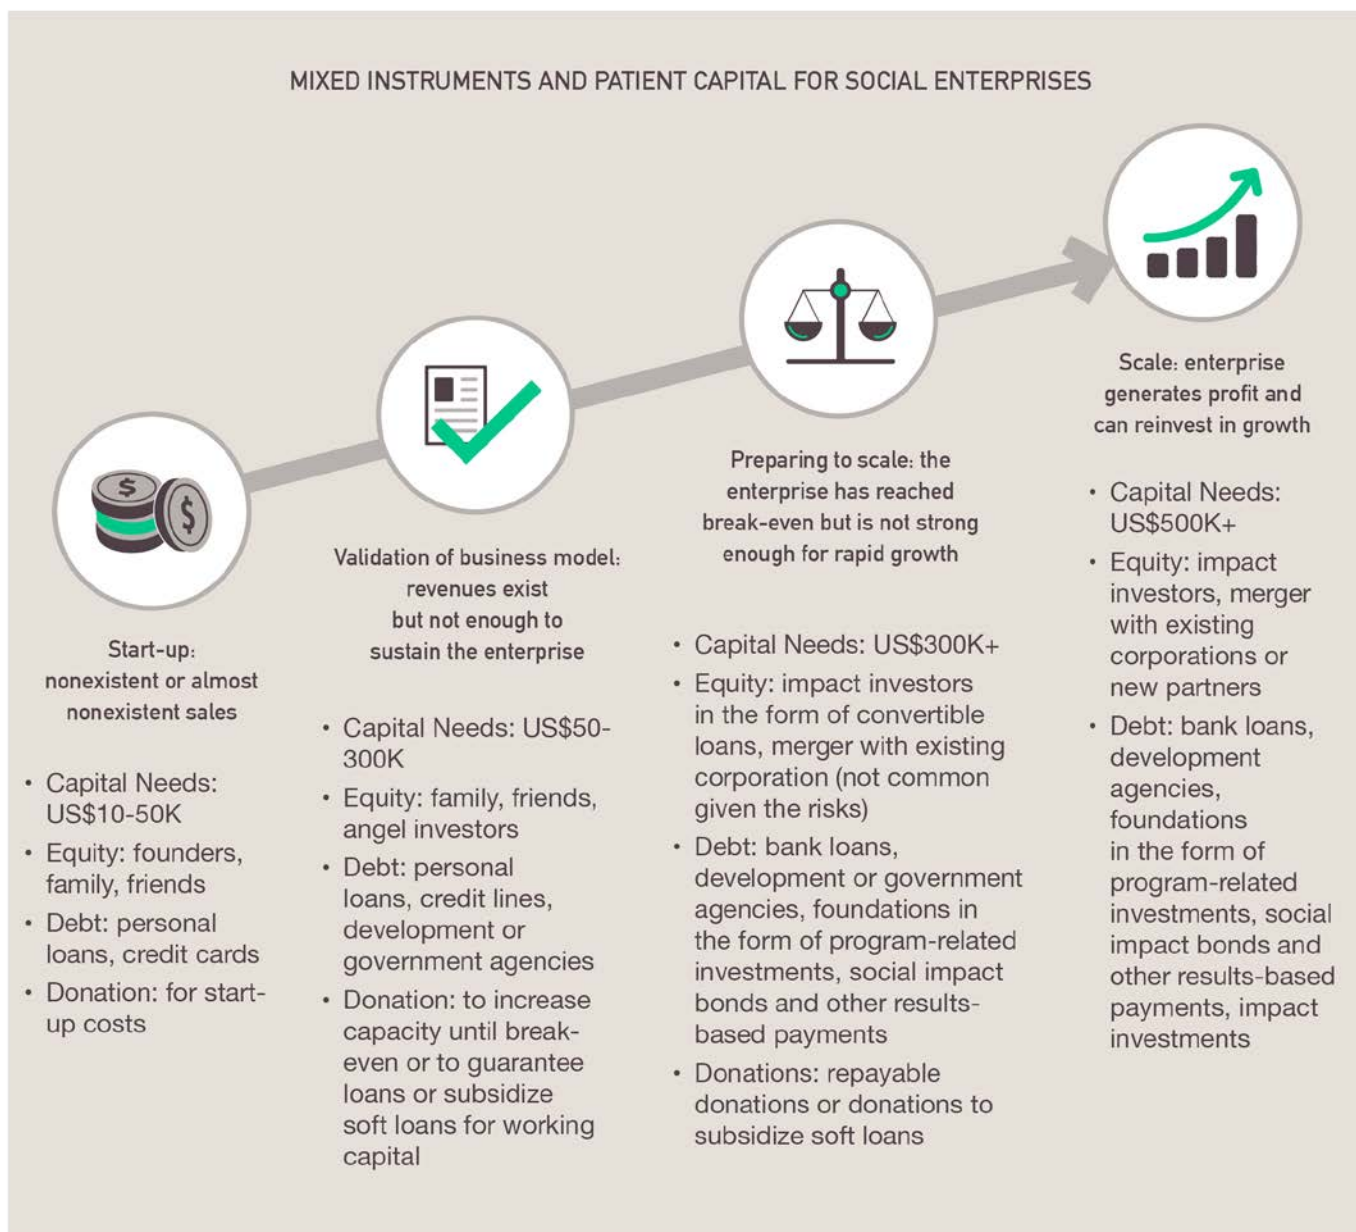 MIXED INSTRUMENTS AND PATIENT CAPITAL FOR SOCIAL ENTERPRISES
$
$
Start-up:
nonexistent or almost
nonexistent sales
• Capital Needs:
US$10-50K
• Equity: founders,
family, friends
• Debt: personal
loans, credit cards
• Donation: for start-
up costs
Validation of business model:
revenues exist
but not enough to
sustain the enterprise
• Capital Needs: US$50-
300K
• Equity: family, friends,
angel investors
• Debt: personal
loans, credit lines,
development or
government agencies
• Donation: to increase
capacity until break-
even or to guarantee
loans or subsidize
soft loans for working
capital
Preparing to scale: the
enterprise has reached
break-even but is not strong
enough for rapid growth
• Capital Needs: US$300K+
• Equity: impact investors
in the form of convertible
loans, merger with existing
corporation (not common
given the risks)
• Debt: bank loans,
development or government
agencies, foundations in
the form of program-related
investments, social impact
bonds and other results-
based payments
• Donations: repayable
donations or donations to
subsidize soft loans
Scale: enterprise
generates profit and
can reinvest in growth
• Capital Needs:
US$500K+
• Equity: impact
investors, merger
with existing
corporations or
new partners
• Debt: bank loans,
development
agencies,
foundations
in the form of
program-related
investments, social
impact bonds and
other results-based
payments, impact
investments